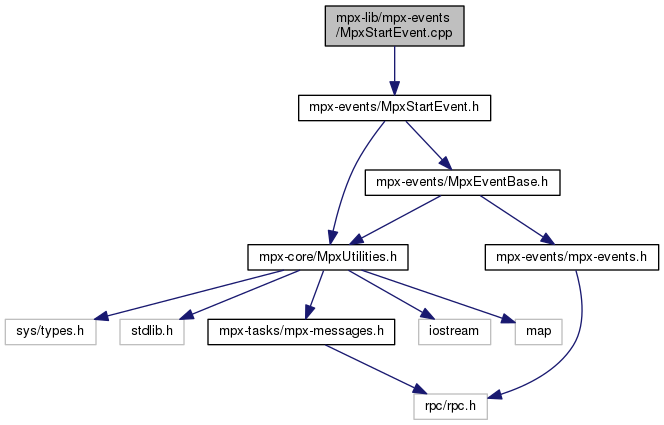 mpx-lib/mpx-events
/MpxStartEvent.cpp
mpx-events/MpxStartEvent.h
mpx-events/MpxEventBase.h
mpx-core/MpxUtilities.h
mpx-events/mpx-events.h
sys/types.h
stdlib.h
mpx-tasks/mpx-messages.h
iostream
map
rpc/rpc.h